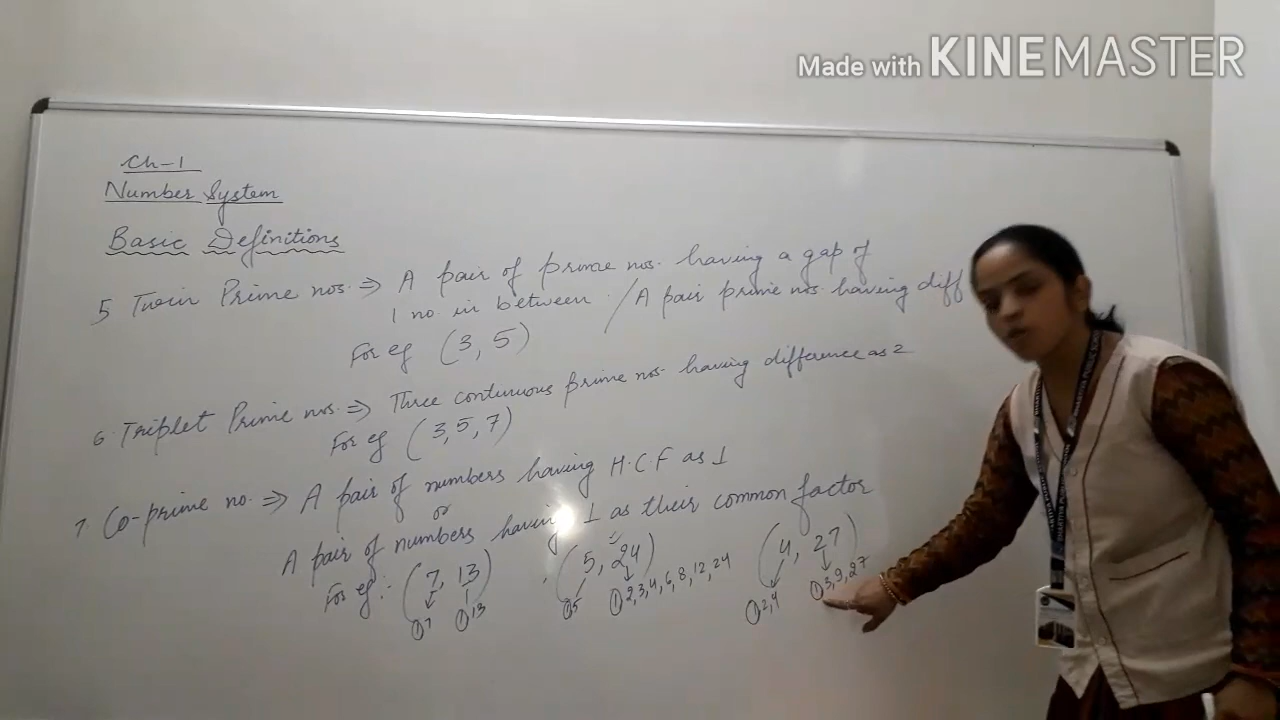 Made with KINEMASTER
Ch-1
Number System
Basic Definitions
5 Twin Prime nos. ⇒ A pair of prime nos. having a gap of
1 no. in between. / A pair prime nos. having diff
For eg (3, 5)
6. Triplet Prime nos. ⇒ Three continuous prime nos. having difference as 2
For eg (3, 5, 7)
7. Co-prime no. ⇒ A pair of numbers having H.C.F as 1
or
A pair of numbers having 1 as their common factor
For eg:- (7, 13) , (5, 24) (4, 27)
① 7 ① 13 ① 5 ① 2, 3, 4, 6, 8, 12, 24 ① 2, 4 ① 3, 9, 27
BHARTIYA PUBLIC SCHOOL